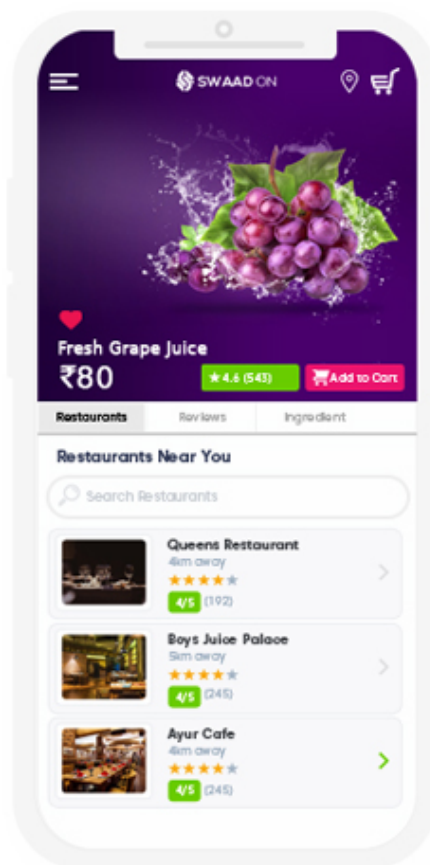 SWAAD ON
Fresh Grape Juice
₹80
★4.6 (543)
Add to Cart
Restaurants Reviews Ingredient
Restaurants Near You
Search Restaurants
Queens Restaurant
4km away
4/5 (192)
Boys Juice Palace
5km away
4/5 (245)
Ayur Cafe
4km away
4/5 (245)